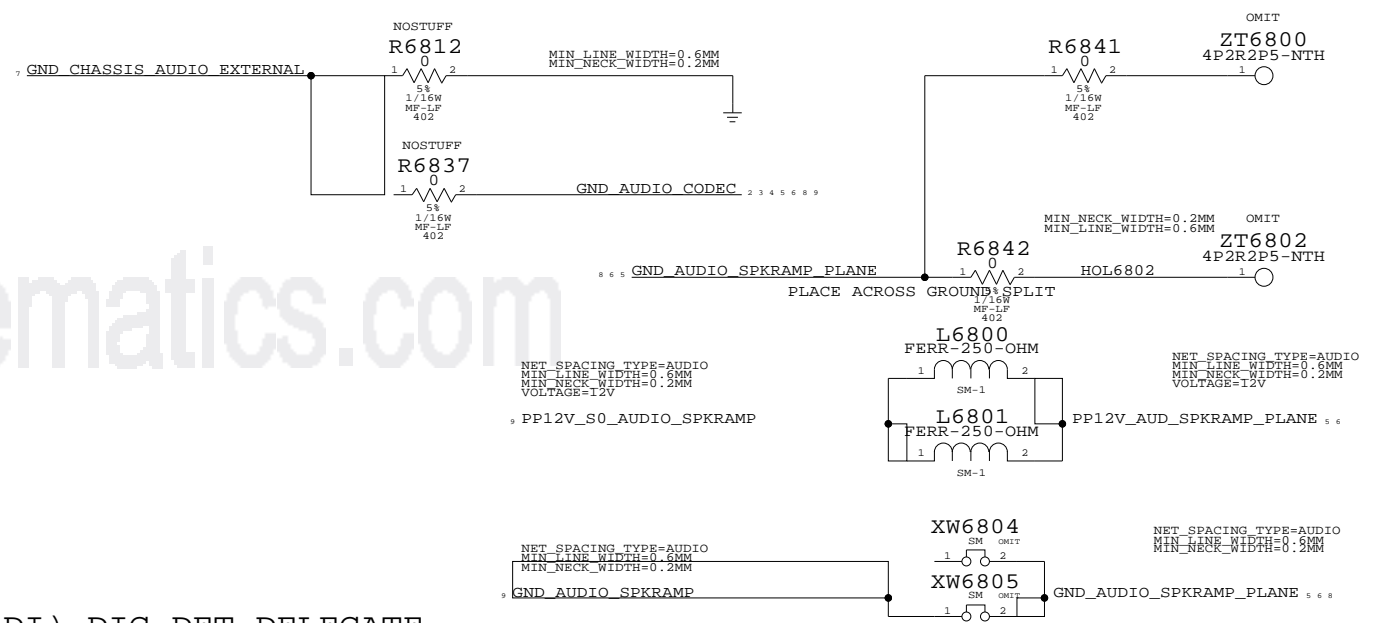 NOSTUFF
R6812
0
1 2
5%
1/16W
MF-LF
402
7 GND_CHASSIS_AUDIO_EXTERNAL
MIN_LINE_WIDTH=0.6MM
MIN_NECK_WIDTH=0.2MM
NOSTUFF
R6837
0
1 2
5%
1/16W
MF-LF
402
GND_AUDIO_CODEC 2 3 4 5 6 8 9
R6841
0
1 2
5%
1/16W
MF-LF
402
OMIT
ZT6800
4P2R2P5-NTH
1
8 6 5 GND_AUDIO_SPKRAMP_PLANE
R6842
0
1 2
5%
1/16W
MF-LF
402
PLACE ACROSS GROUND SPLIT
MIN_NECK_WIDTH=0.2MM
MIN_LINE_WIDTH=0.6MM
HOL6802
OMIT
ZT6802
4P2R2P5-NTH
1
ematics.com
NET_SPACING_TYPE=AUDIO
MIN_LINE_WIDTH=0.6MM
MIN_NECK_WIDTH=0.2MM
VOLTAGE=12V
9 PP12V_S0_AUDIO_SPKRAMP
L6800
FERR-250-OHM
1 2
SM-1
L6801
FERR-250-OHM
1 2
SM-1
NET_SPACING_TYPE=AUDIO
MIN_LINE_WIDTH=0.6MM
MIN_NECK_WIDTH=0.2MM
VOLTAGE=12V
PP12V_AUD_SPKRAMP_PLANE 5 6
NET_SPACING_TYPE=AUDIO
MIN_LINE_WIDTH=0.6MM
MIN_NECK_WIDTH=0.2MM
9 GND_AUDIO_SPKRAMP
XW6804
SM OMIT
1 2
XW6805
SM OMIT
1 2
NET_SPACING_TYPE=AUDIO
MIN_LINE_WIDTH=0.6MM
MIN_NECK_WIDTH=0.2MM
GND_AUDIO_SPKRAMP_PLANE 5 6 8